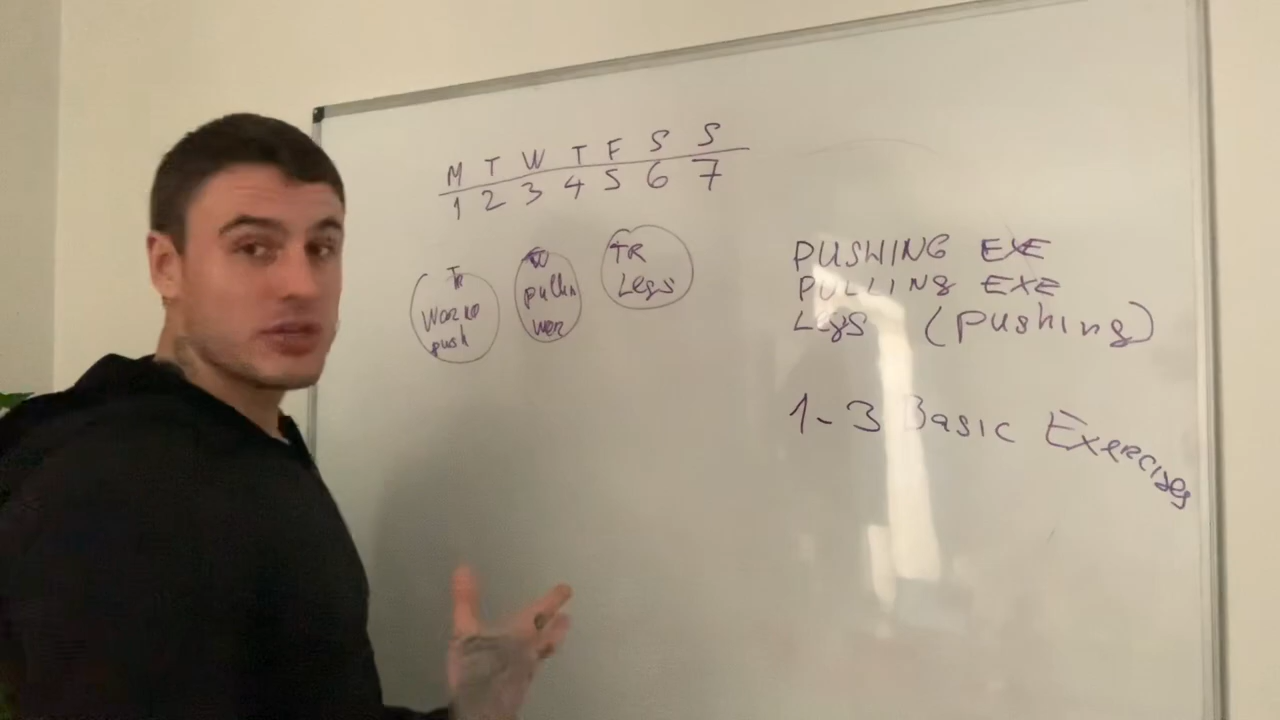 M T W T F S S
1 2 3 4 5 6 7
TR
push
pullin
TR
Legs
PUSHING EXE
PULLING EXE
Legs (pushing)
1-3 Basic Exercises